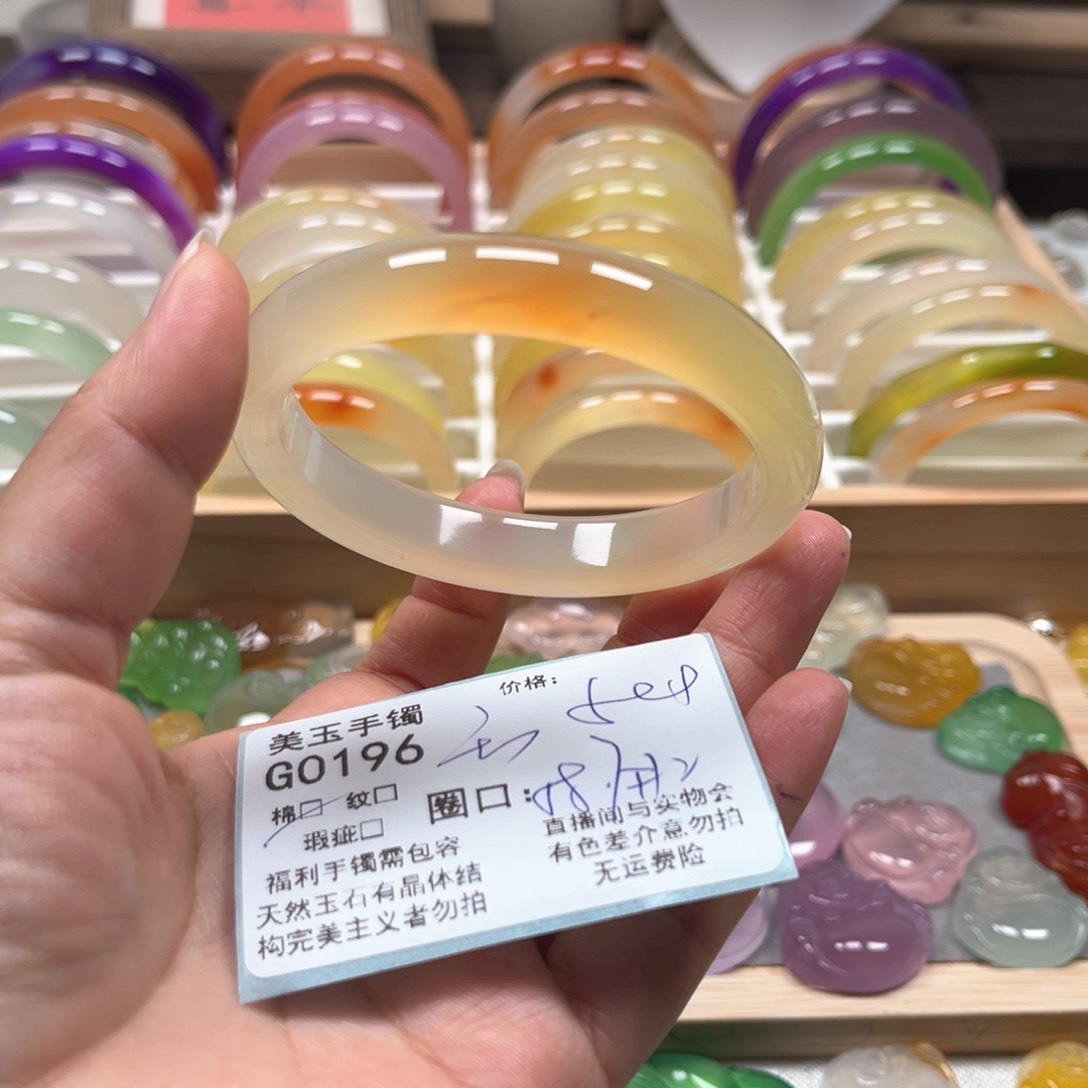 价格:
美玉手镯
G0196
棉□ 纹□ 圈口:
瑕疵□
福利手镯需包容
天然玉石有晶体结
构完美主义者勿拍
直播间与实物会
有色差介意勿拍
无运费险